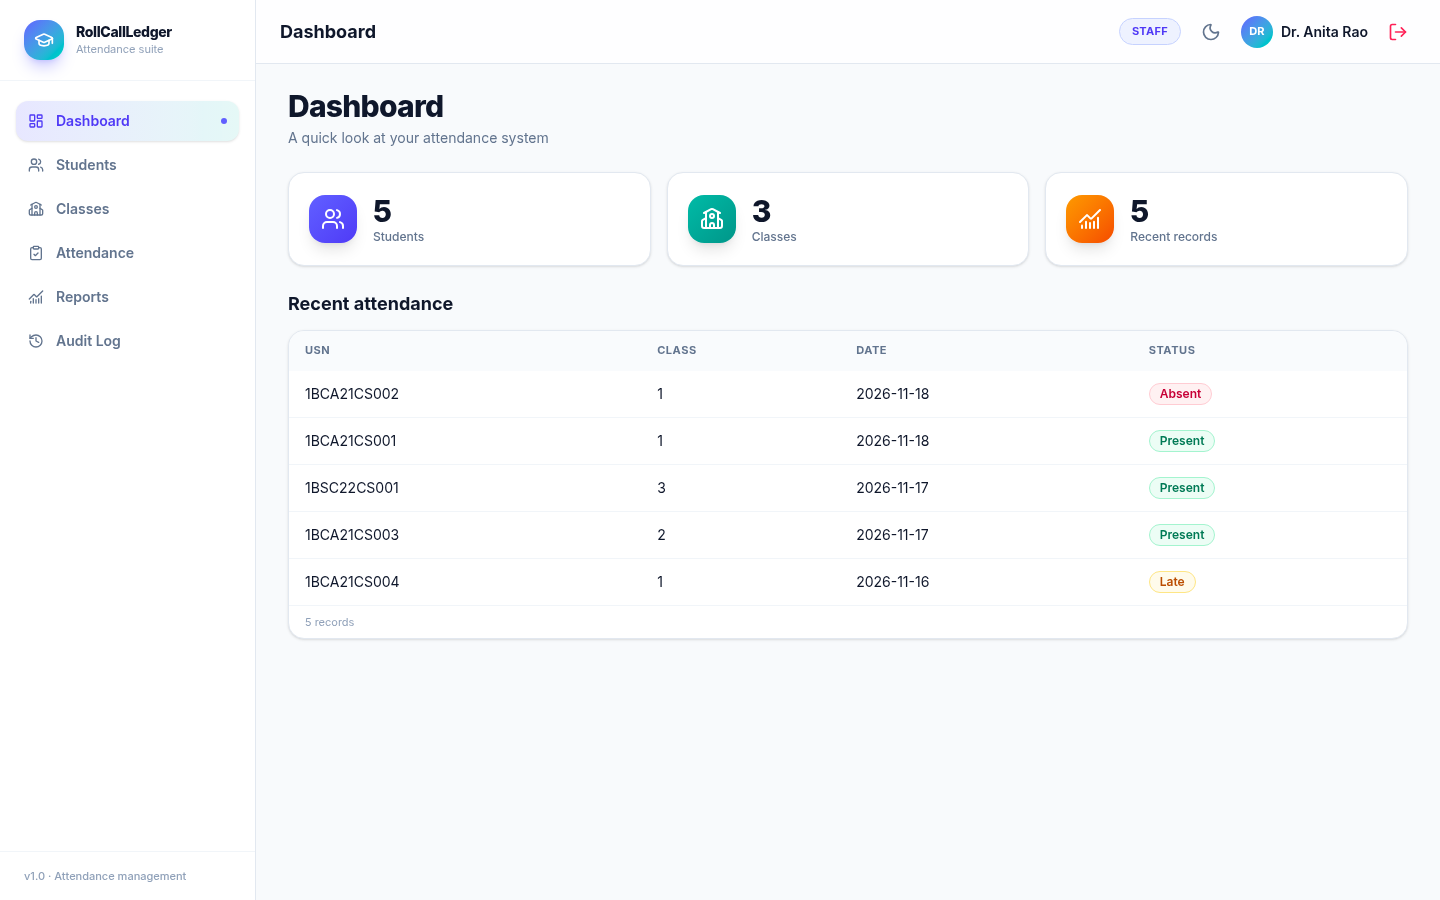 RollCallLedger
Attendance suite
Dashboard
Students
Classes
Attendance
Reports
Audit Log
v1.0 · Attendance management
Dashboard
STAFF
DR
Dr. Anita Rao
Dashboard
A quick look at your attendance system
5
Students
3
Classes
5
Recent records
Recent attendance
USN CLASS DATE STATUS
1BCA21CS002 1 2026-11-18 Absent
1BCA21CS001 1 2026-11-18 Present
1BSC22CS001 3 2026-11-17 Present
1BCA21CS003 2 2026-11-17 Present
1BCA21CS004 1 2026-11-16 Late
5 records